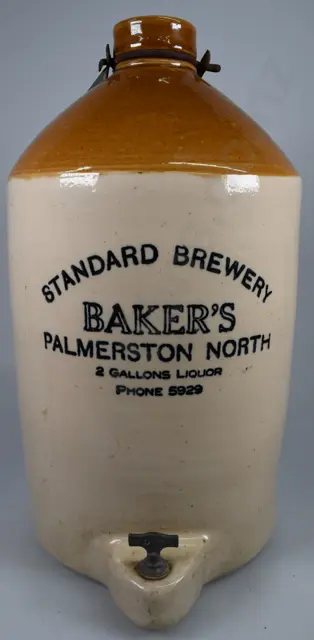 STANDARD BREWERY
BAKER'S
PALMERSTON NORTH
2 GALLONS LIQUOR
PHONE 5929